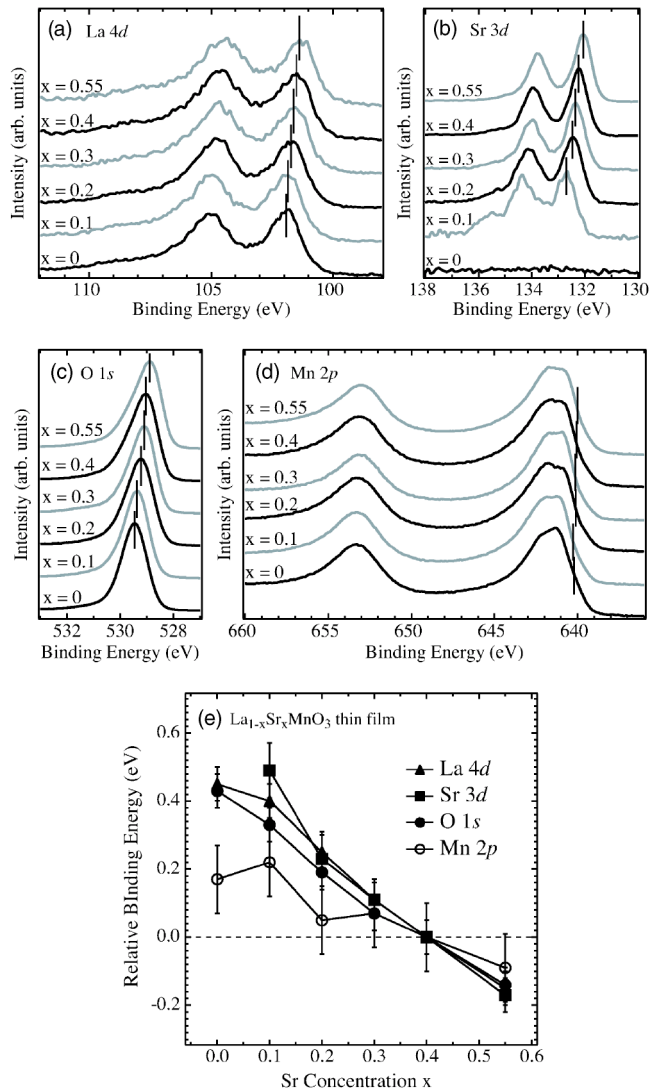 (a) La 4d
x = 0.55
x = 0.4
x = 0.3
x = 0.2
x = 0.1
x = 0
Intensity (arb. units)
110 105 100
Binding Energy (eV)
(b) Sr 3d
x = 0.55
x = 0.4
x = 0.3
x = 0.2
x = 0.1
x = 0
Intensity (arb. units)
138 136 134 132 130
Binding Energy (eV)
(c) O 1s
x = 0.55
x = 0.4
x = 0.3
x = 0.2
x = 0.1
x = 0
Intensity (arb. units)
532 530 528
Binding Energy (eV)
(d) Mn 2p
x = 0.55
x = 0.4
x = 0.3
x = 0.2
x = 0.1
x = 0
Intensity (arb. units)
660 655 650 645 640
Binding Energy (eV)
(e) La1-xSrxMnO3 thin film
La 4d
Sr 3d
O 1s
Mn 2p
Relative BInding Energy (eV)
0.6
0.4
0.2
0.0
-0.2
0.0 0.1 0.2 0.3 0.4 0.5 0.6
Sr Concentration x